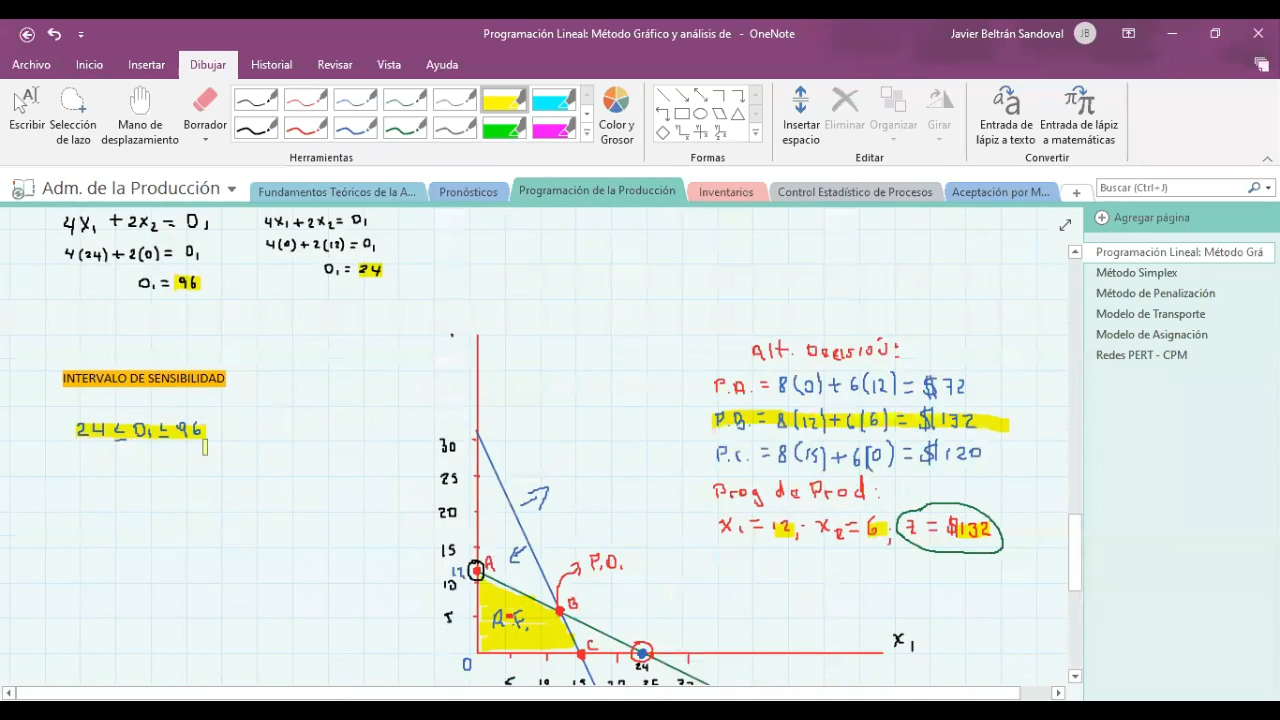 Programación Lineal: Método Gráfico y análisis de - OneNote
Javier Beltrán Sandoval JB
Archivo Inicio Insertar Dibujar Historial Revisar Vista Ayuda
Escribir
Selección de lazo
Mano de desplazamiento
Borrador
Color y Grosor
Insertar espacio
Eliminar
Organizar
Girar
Entrada de lápiz a texto
Entrada de lápiz a matemáticas
Herramientas Formas Editar Convertir
Adm. de la Producción
Fundamentos Teóricos de la A... Pronósticos Programación de la Producción Inventarios Control Estadístico de Procesos Aceptación por M...
Buscar (Ctrl+J)
Agregar página
Programación Lineal: Método Grá
Método Simplex
Método de Penalización
Modelo de Transporte
Modelo de Asignación
Redes PERT - CPM
4X1 + 2X2 = D1
4(24) + 2(0) = D1
D1 = 96
4X1 + 2X2 = D1
4(0) + 2(12) = D1
D1 = 24
INTERVALO DE SENSIBILIDAD
24 ≤ D1 ≤ 96
Alt. Decisió:
P.A. = 8(0) + 6(12) = $72
P.B. = 8(12) + 6(6) = $132
P.C. = 8(15) + 6(0) = $120
Prog de Prod:
X1 = 12, X2 = 6; Z = $132
30
25
20
15
12
10
5
0
A
B
C
P.O.
R-F.
X1
24